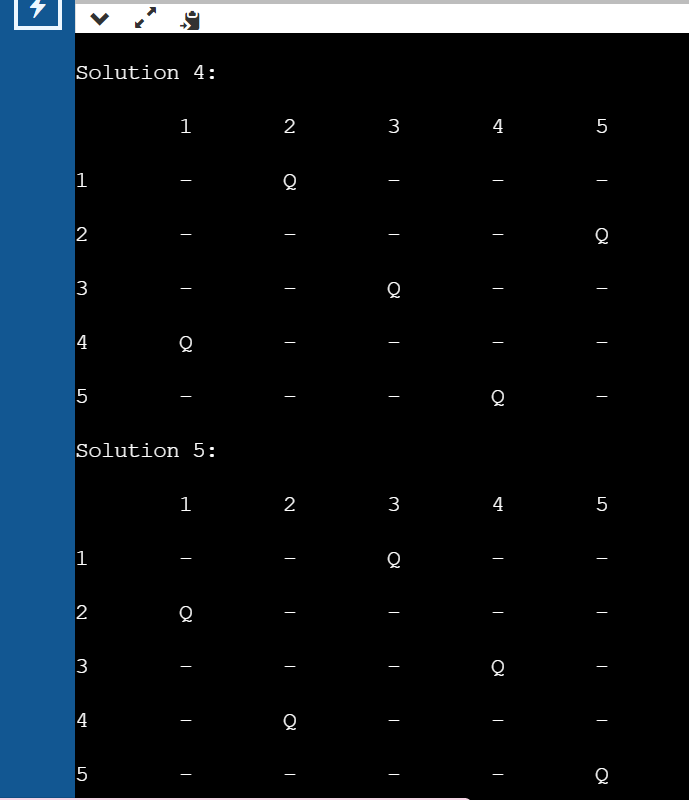 Solution 4:
1 2 3 4 5
1 - Q - - -
2 - - - - Q
3 - - Q - -
4 Q - - - -
5 - - - Q -
Solution 5:
1 2 3 4 5
1 - - Q - -
2 Q - - - -
3 - - - Q -
4 - Q - - -
5 - - - - Q